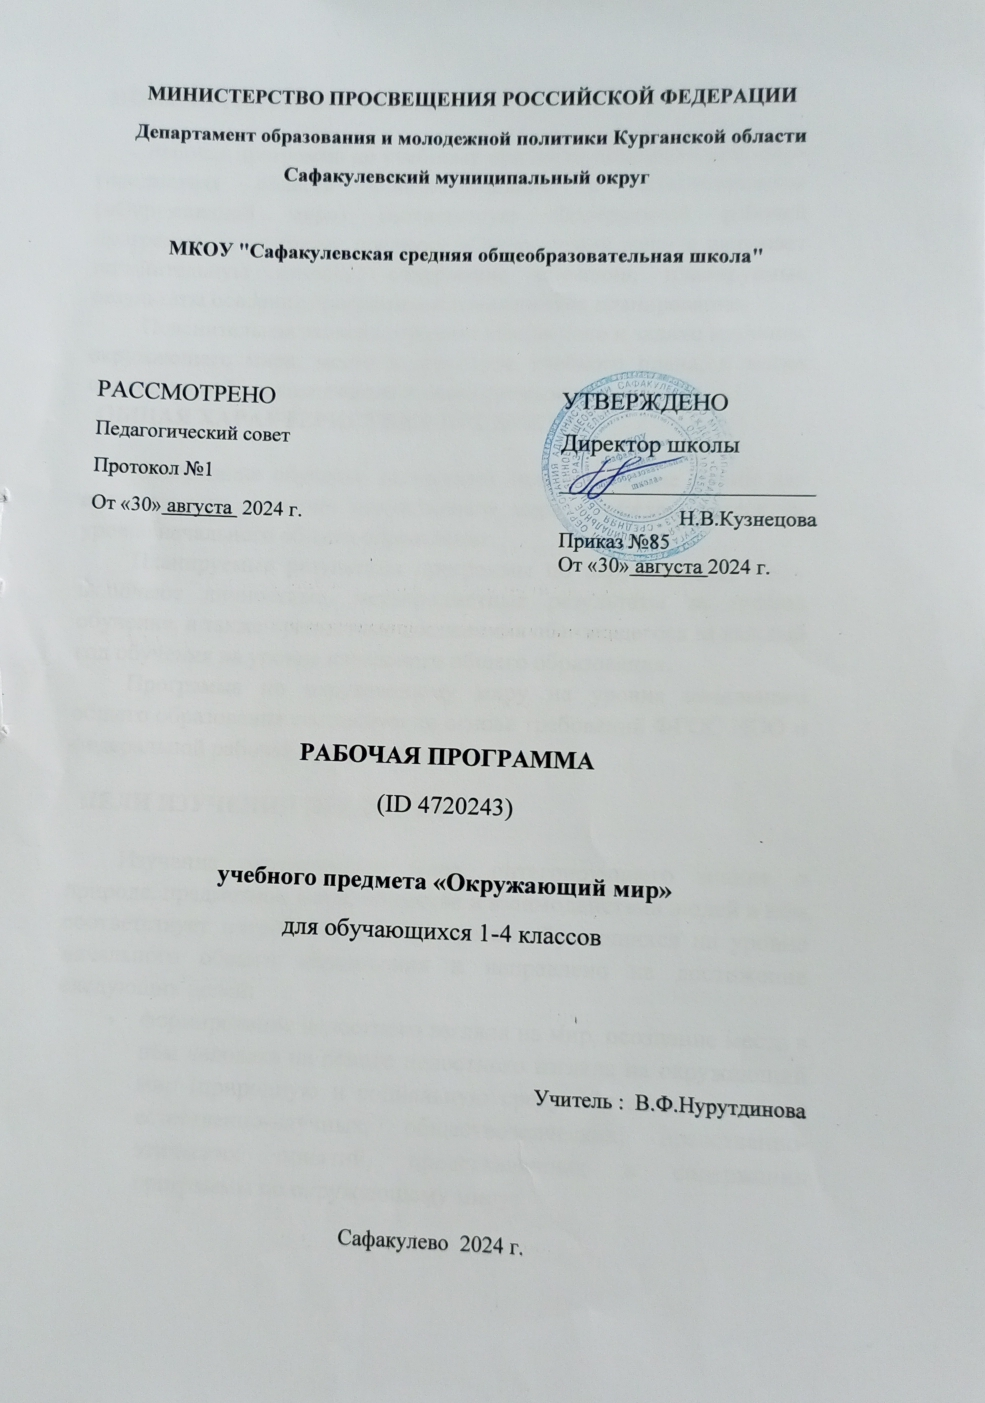 МИНИСТЕРСТВО ПРОСВЕЩЕНИЯ РОССИЙСКОЙ ФЕДЕРАЦИИ
Департамент образования и молодежной политики Курганской области
Сафакулевский муниципальный округ
МКОУ "Сафакулевская средняя общеобразовательная школа"
РАССМОТРЕНО
Педагогический совет
Протокол №1
От «30» августа 2024 г.
УТВЕРЖДЕНО
Директор школы
Н.В.Кузнецова
Приказ №85
От «30» августа 2024 г.
РАБОЧАЯ ПРОГРАММА
(ID 4720243)
учебного предмета «Окружающий мир»
для обучающихся 1-4 классов
Учитель : В.Ф.Нурутдинова
Сафакулево 2024 г.